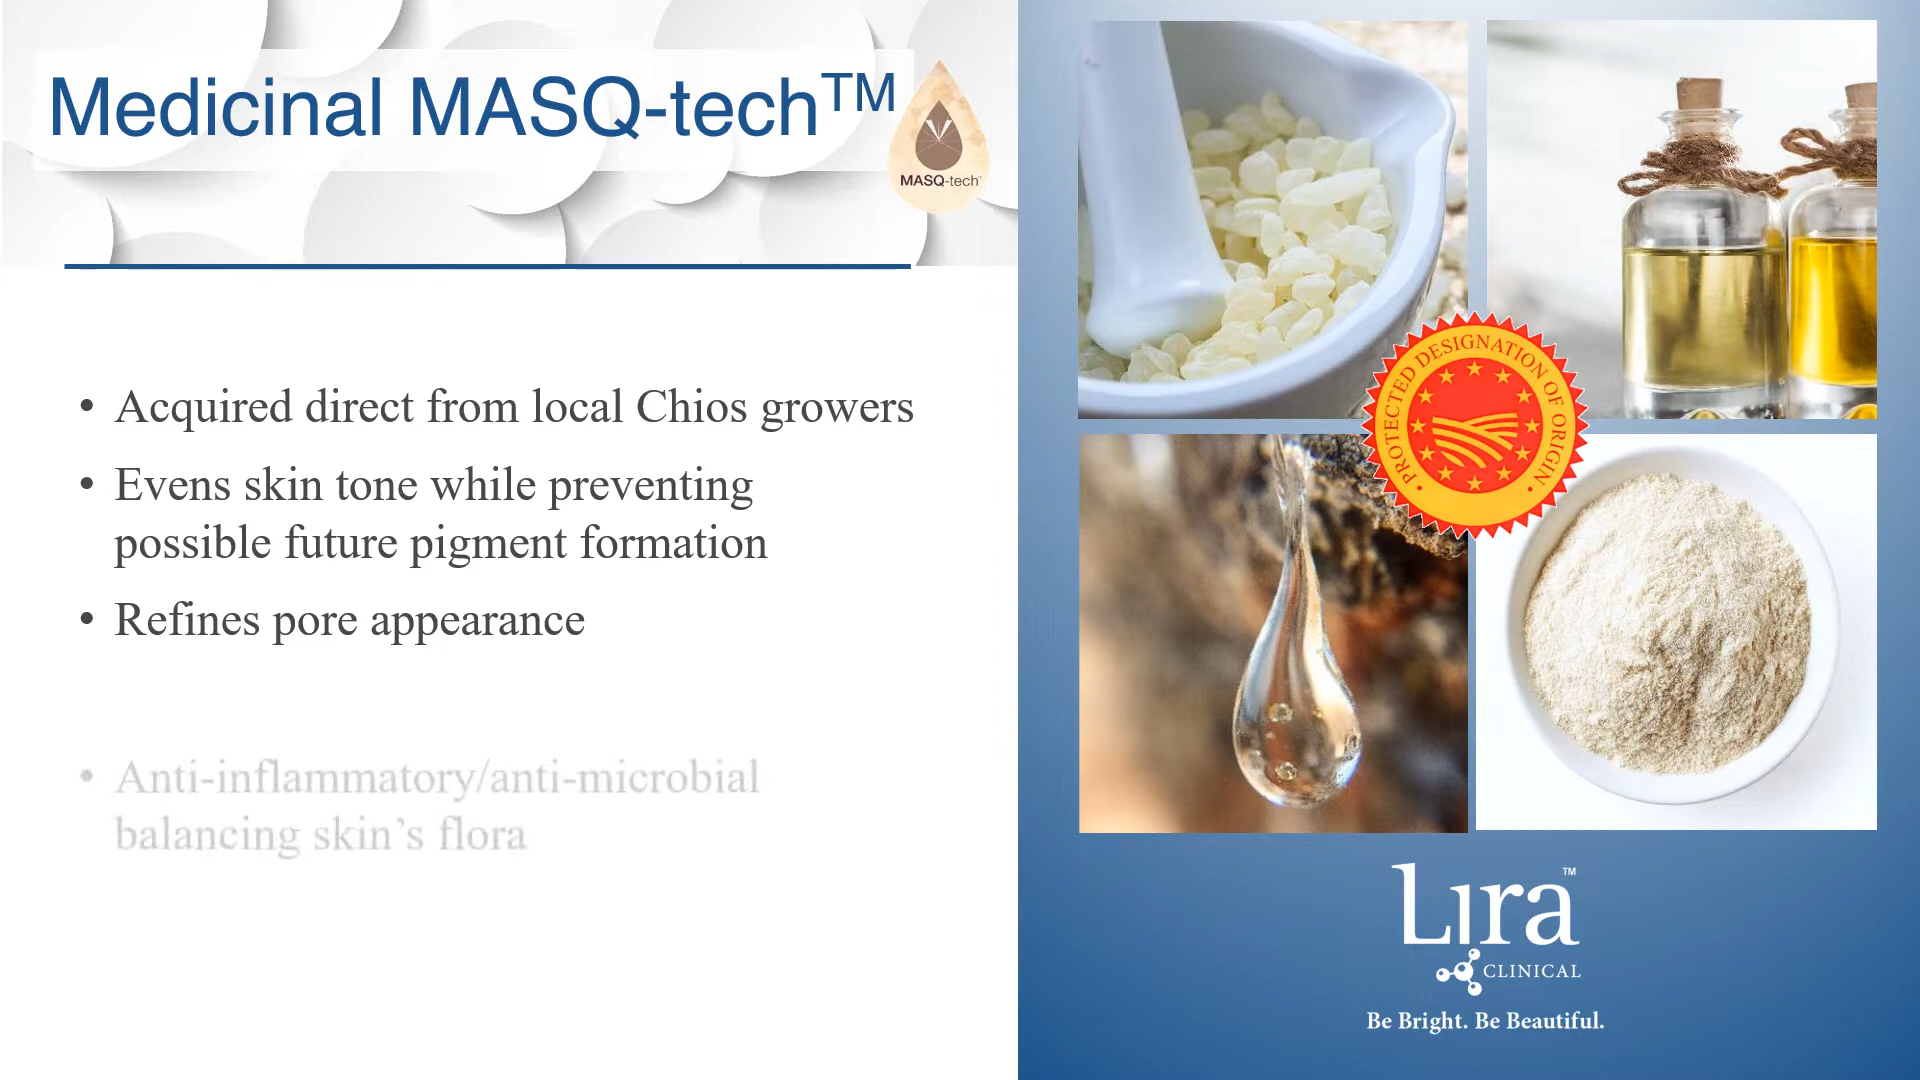 Medicinal MASQ-tech™
MASQ-tech™
• Acquired direct from local Chios growers
• Evens skin tone while preventing
possible future pigment formation
• Refines pore appearance
• Anti-inflammatory/anti-microbial
balancing skin’s flora
• PROTECTED DESIGNATION OF ORIGIN •
Lira™
CLINICAL
Be Bright. Be Beautiful.